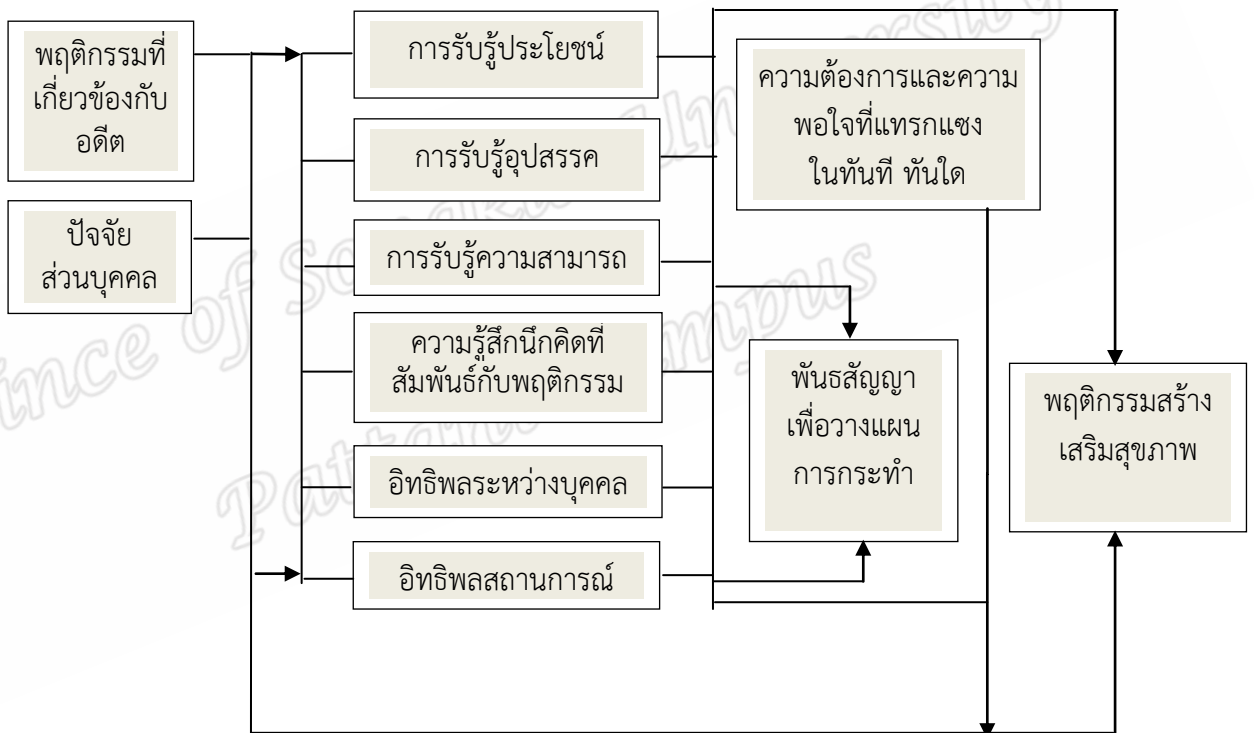 พฤติกรรมที่
เกี่ยวข้องกับ
อดีต
ปัจจัย
ส่วนบุคคล
การรับรู้ประโยชน์
การรับรู้อุปสรรค
การรับรู้ความสามารถ
ความรู้สึกนึกคิดที่
สัมพันธ์กับพฤติกรรม
อิทธิพลระหว่างบุคคล
อิทธิพลสถานการณ์
ความต้องการและความ
พอใจที่แทรกแซง
ในทันที ทันใด
พันธสัญญา
เพื่อวางแผน
การกระทำ
พฤติกรรมสร้าง
เสริมสุขภาพ